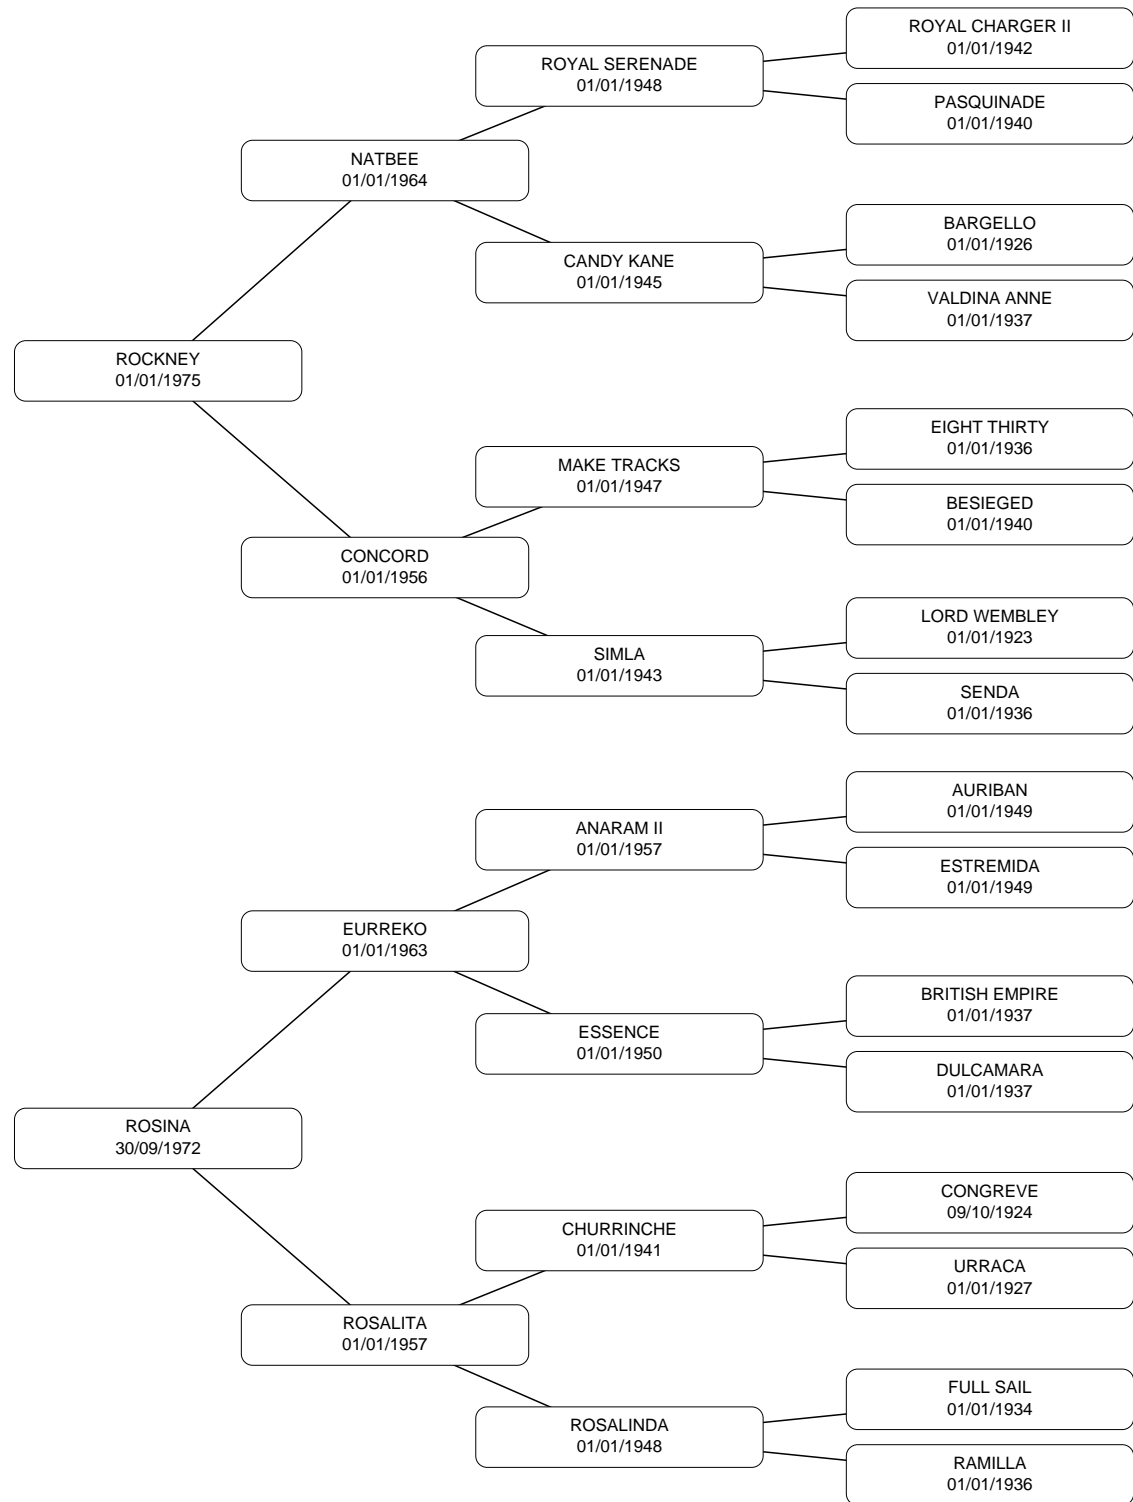 ROYAL CHARGER II
01/01/1942
ROYAL SERENADE
01/01/1948
PASQUINADE
01/01/1940
NATBEE
01/01/1964
BARGELLO
01/01/1926
CANDY KANE
01/01/1945
VALDINA ANNE
01/01/1937
ROCKNEY
01/01/1975
EIGHT THIRTY
01/01/1936
MAKE TRACKS
01/01/1947
BESIEGED
01/01/1940
CONCORD
01/01/1956
LORD WEMBLEY
01/01/1923
SIMLA
01/01/1943
SENDA
01/01/1936
AURIBAN
01/01/1949
ANARAM II
01/01/1957
ESTREMIDA
01/01/1949
EURREKO
01/01/1963
BRITISH EMPIRE
01/01/1937
ESSENCE
01/01/1950
DULCAMARA
01/01/1937
ROSINA
30/09/1972
CONGREVE
09/10/1924
CHURRINCHE
01/01/1941
URRACA
01/01/1927
ROSALITA
01/01/1957
FULL SAIL
01/01/1934
ROSALINDA
01/01/1948
RAMILLA
01/01/1936